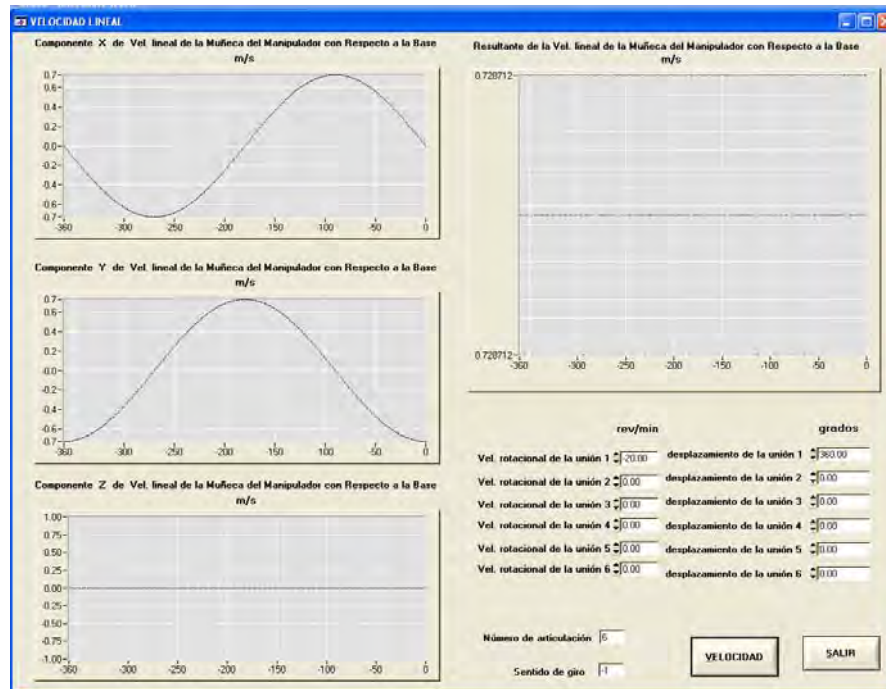 VELOCIDAD LINEAL
Componente X de Vel. lineal de la Muñeca del Manipulador con Respecto a la Base
m/s
0.7
0.6
0.4
0.2
0.0
0.2
0.4
0.6
0.7
-360 -300 -250 -200 -150 -100 -50 0
Componente Y de Vel. lineal de la Muñeca del Manipulador con Respecto a la Base
m/s
0.7
0.6
0.4
0.2
0.0
0.2
0.4
0.6
0.7
-360 -300 -250 -200 -150 -100 -50 0
Componente Z de Vel. lineal de la Muñeca del Manipulador con Respecto a la Base
m/s
1.00
0.75
0.50
0.25
0.00
0.25
0.50
0.75
1.00
-360 -300 -250 -200 -150 -100 -50 0
Resultante de la Vel. lineal de la Muñeca del Manipulador con Respecto a la Base
m/s
0.728712
0.728712
-360 -300 -250 -200 -150 -100 -50 0
rev/min grados
Vel. rotacional de la unión 1 -20.00 desplazamiento de la unión 1 360.00
Vel. rotacional de la unión 2 0.00 desplazamiento de la unión 2 0.00
Vel. rotacional de la unión 3 0.00 desplazamiento de la unión 3 0.00
Vel. rotacional de la unión 4 0.00 desplazamiento de la unión 4 0.00
Vel. rotacional de la unión 5 0.00 desplazamiento de la unión 5 0.00
Vel. rotacional de la unión 6 0.00 desplazamiento de la unión 6 0.00
Número de articulación 6
Sentido de giro -1
VELOCIDAD
SALIR